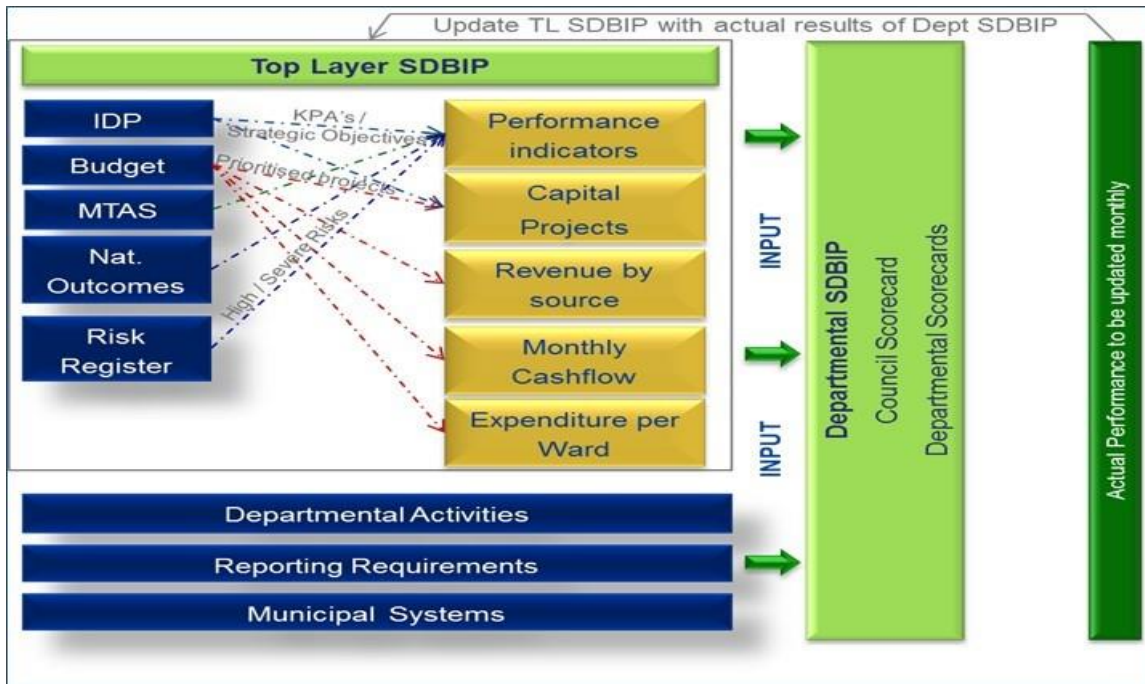 Update TL SDBIP with actual results of Dept SDBIP
Top Layer SDBIP
IDP
Budget
MTAS
Nat.
Outcomes
Risk
Register
KPA's /
Strategic Objectives
Prioritised projects
High / Severe Risks
Performance
indicators
Capital
Projects
Revenue by
source
Monthly
Cashflow
Expenditure per
Ward
INPUT
INPUT
Departmental SDBIP
Council Scorecard
Departmental Scorecards
Actual Performance to be updated monthly
Departmental Activities
Reporting Requirements
Municipal Systems